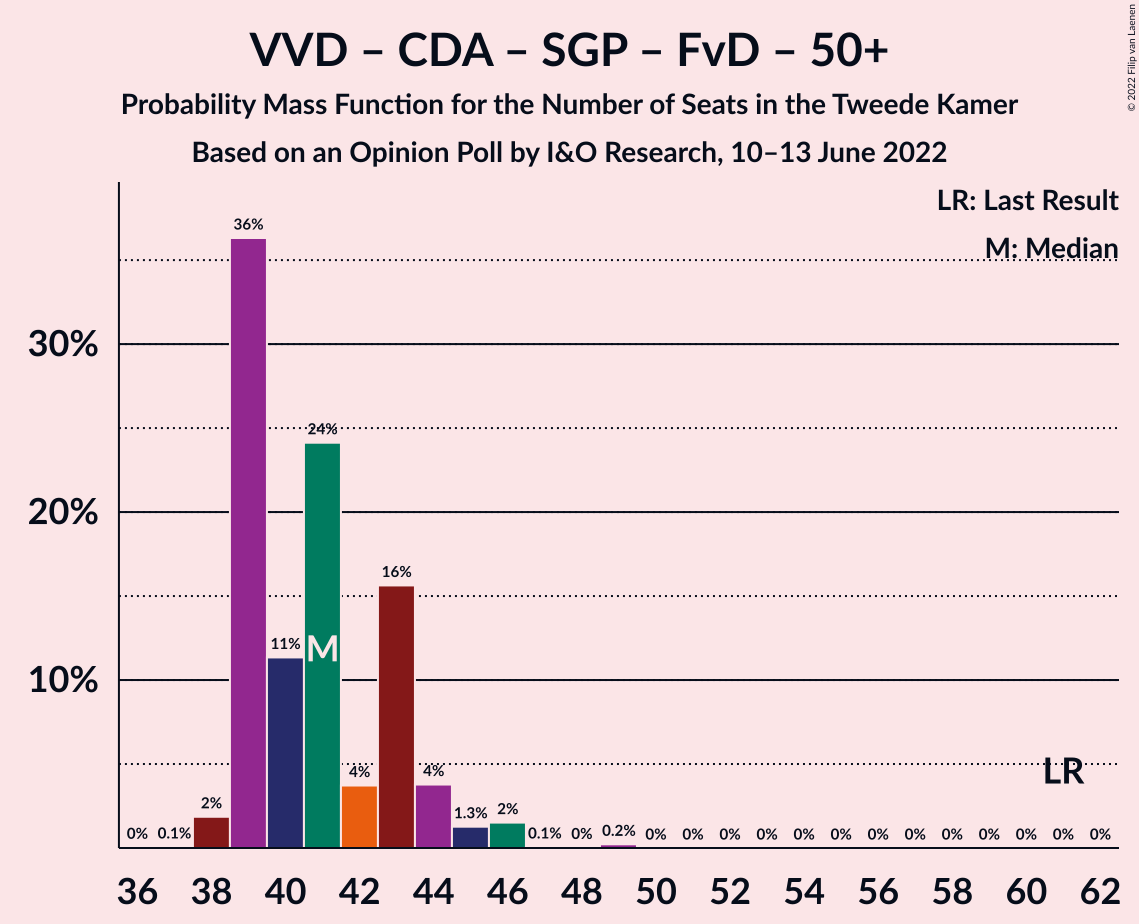 VVD – CDA – SGP – FvD – 50+
Probability Mass Function for the Number of Seats in the Tweede Kamer
Based on an Opinion Poll by I&O Research, 10–13 June 2022
© 2022 Filip van Laenen
LR: Last Result
M: Median
30%
20%
10%
0% 0.1% 2% 36% 11% 24% 4% 16% 4% 1.3% 2% 0.1% 0% 0.2% 0% 0% 0% 0% 0% 0% 0% 0% 0% 0% 0% 0% 0%
M
LR
36 38 40 42 44 46 48 50 52 54 56 58 60 62